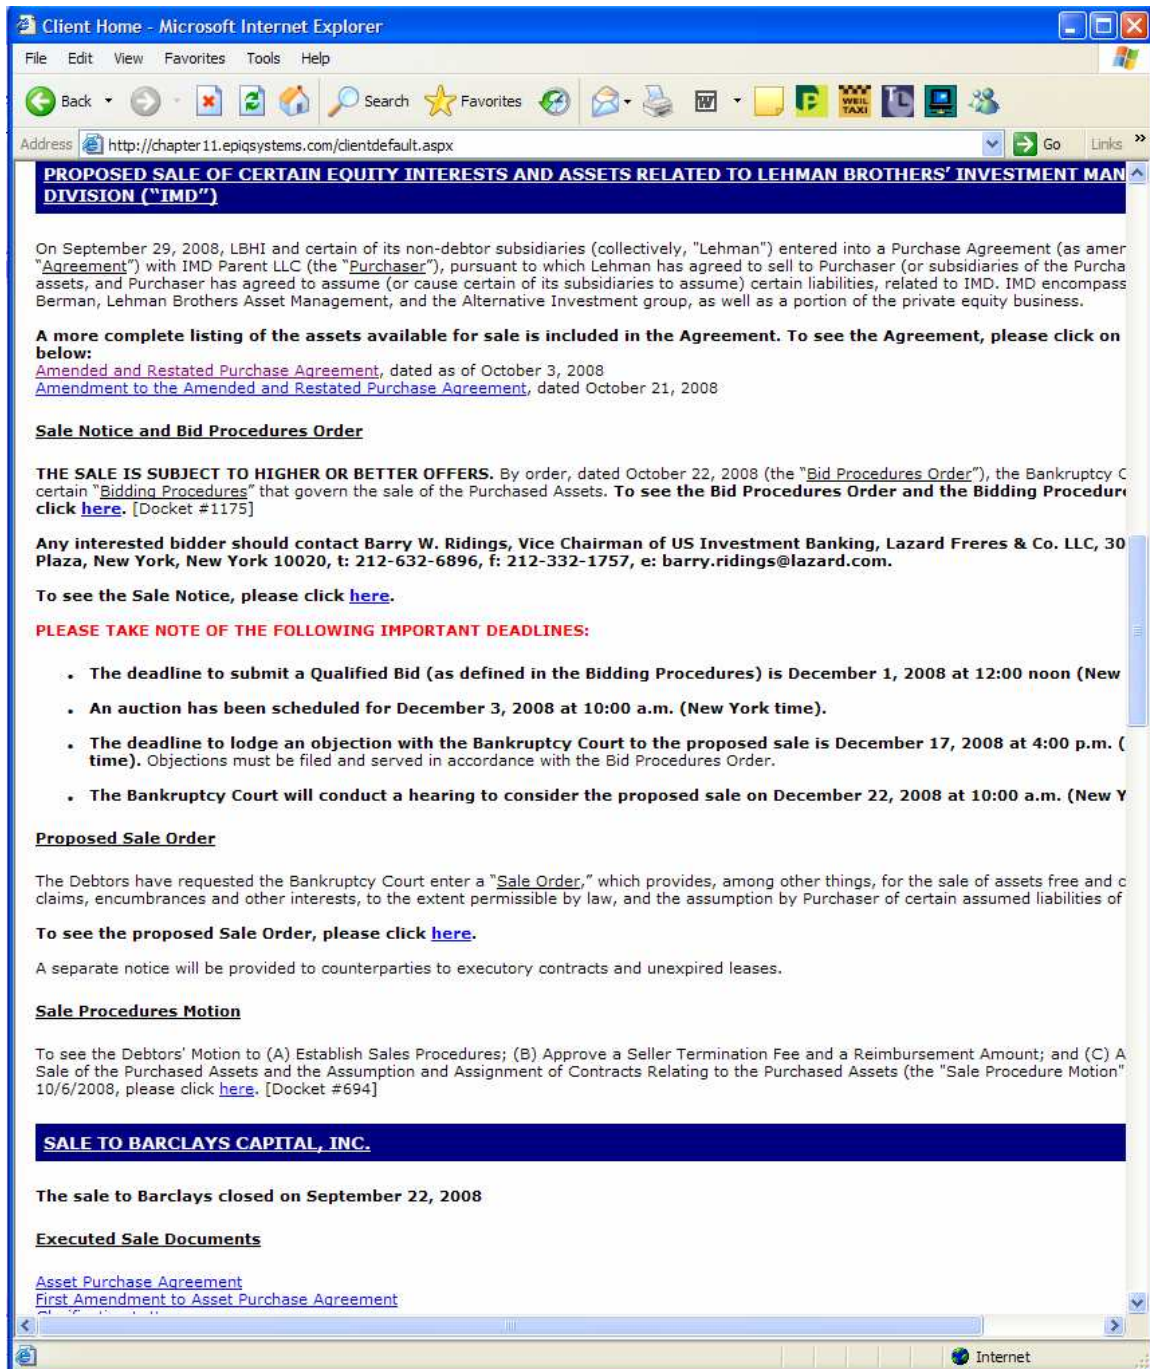 Client Home - Microsoft Internet Explorer
File Edit View Favorites Tools Help
Back Search Favorites W P WEIL TAXI TL
Address http://chapter11.epiqsystems.com/clientdefault.aspx Go Links »
PROPOSED SALE OF CERTAIN EQUITY INTERESTS AND ASSETS RELATED TO LEHMAN BROTHERS' INVESTMENT MAN
DIVISION ("IMD")
On September 29, 2008, LBHI and certain of its non-debtor subsidiaries (collectively, "Lehman") entered into a Purchase Agreement (as amer
"Agreement") with IMD Parent LLC (the "Purchaser"), pursuant to which Lehman has agreed to sell to Purchaser (or subsidiaries of the Purcha
assets, and Purchaser has agreed to assume (or cause certain of its subsidiaries to assume) certain liabilities, related to IMD. IMD encompass
Berman, Lehman Brothers Asset Management, and the Alternative Investment group, as well as a portion of the private equity business.
A more complete listing of the assets available for sale is included in the Agreement. To see the Agreement, please click on
below:
Amended and Restated Purchase Agreement, dated as of October 3, 2008
Amendment to the Amended and Restated Purchase Agreement, dated October 21, 2008
Sale Notice and Bid Procedures Order
THE SALE IS SUBJECT TO HIGHER OR BETTER OFFERS. By order, dated October 22, 2008 (the "Bid Procedures Order"), the Bankruptcy C
certain "Bidding Procedures" that govern the sale of the Purchased Assets. To see the Bid Procedures Order and the Bidding Procedure
click here. [Docket #1175]
Any interested bidder should contact Barry W. Ridings, Vice Chairman of US Investment Banking, Lazard Freres & Co. LLC, 30
Plaza, New York, New York 10020, t: 212-632-6896, f: 212-332-1757, e: barry.ridings@lazard.com.
To see the Sale Notice, please click here.
PLEASE TAKE NOTE OF THE FOLLOWING IMPORTANT DEADLINES:
• The deadline to submit a Qualified Bid (as defined in the Bidding Procedures) is December 1, 2008 at 12:00 noon (New
• An auction has been scheduled for December 3, 2008 at 10:00 a.m. (New York time).
• The deadline to lodge an objection with the Bankruptcy Court to the proposed sale is December 17, 2008 at 4:00 p.m. (
time). Objections must be filed and served in accordance with the Bid Procedures Order.
• The Bankruptcy Court will conduct a hearing to consider the proposed sale on December 22, 2008 at 10:00 a.m. (New Y
Proposed Sale Order
The Debtors have requested the Bankruptcy Court enter a "Sale Order," which provides, among other things, for the sale of assets free and c
claims, encumbrances and other interests, to the extent permissible by law, and the assumption by Purchaser of certain assumed liabilities of
To see the proposed Sale Order, please click here.
A separate notice will be provided to counterparties to executory contracts and unexpired leases.
Sale Procedures Motion
To see the Debtors' Motion to (A) Establish Sales Procedures; (B) Approve a Seller Termination Fee and a Reimbursement Amount; and (C) A
Sale of the Purchased Assets and the Assumption and Assignment of Contracts Relating to the Purchased Assets (the "Sale Procedure Motion"
10/6/2008, please click here. [Docket #694]
SALE TO BARCLAYS CAPITAL, INC.
The sale to Barclays closed on September 22, 2008
Executed Sale Documents
Asset Purchase Agreement
First Amendment to Asset Purchase Agreement
Internet